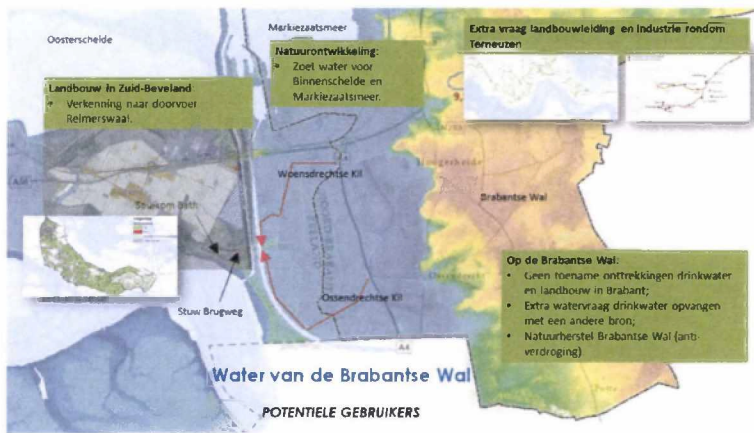 Oosterschelde
Markiezaatsmeer
Natuurontwikkeling:
• Zoet water voor
Binnenschelde en
Markiezaatsmeer.
Extra vraag landbouwleiding en industrie rondom
Terneuzen
Landbouw in Zuid-Beveland
• Verkenning naar doorvoer
Reimerswaal.
Woensdrechtse Kil
Brabantse Wal
Spuikom Bath
Stuw Brugweg
Ossendrechtse Kil
Op de Brabantse Wal:
• Geen toename onttrekkingen drinkwater
en landbouw in Brabant;
• Extra watervraag drinkwater opvangen
met een andere bron;
• Natuurherstel Brabantse Wal (anti-
verdroging)
A4
Water van de Brabantse Wal
POTENTIELE GEBRUIKERS